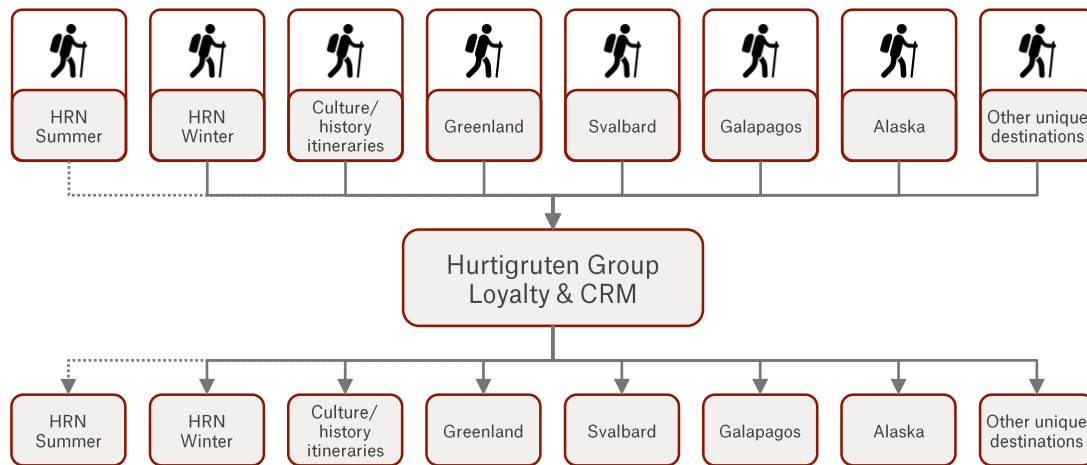 HRN
Summer
HRN
Winter
Culture/
history
itineraries
Greenland
Svalbard
Galapagos
Alaska
Other unique
destinations
Hurtigruten Group
Loyalty & CRM
HRN
Summer
HRN
Winter
Culture/
history
itineraries
Greenland
Svalbard
Galapagos
Alaska
Other unique
destinations